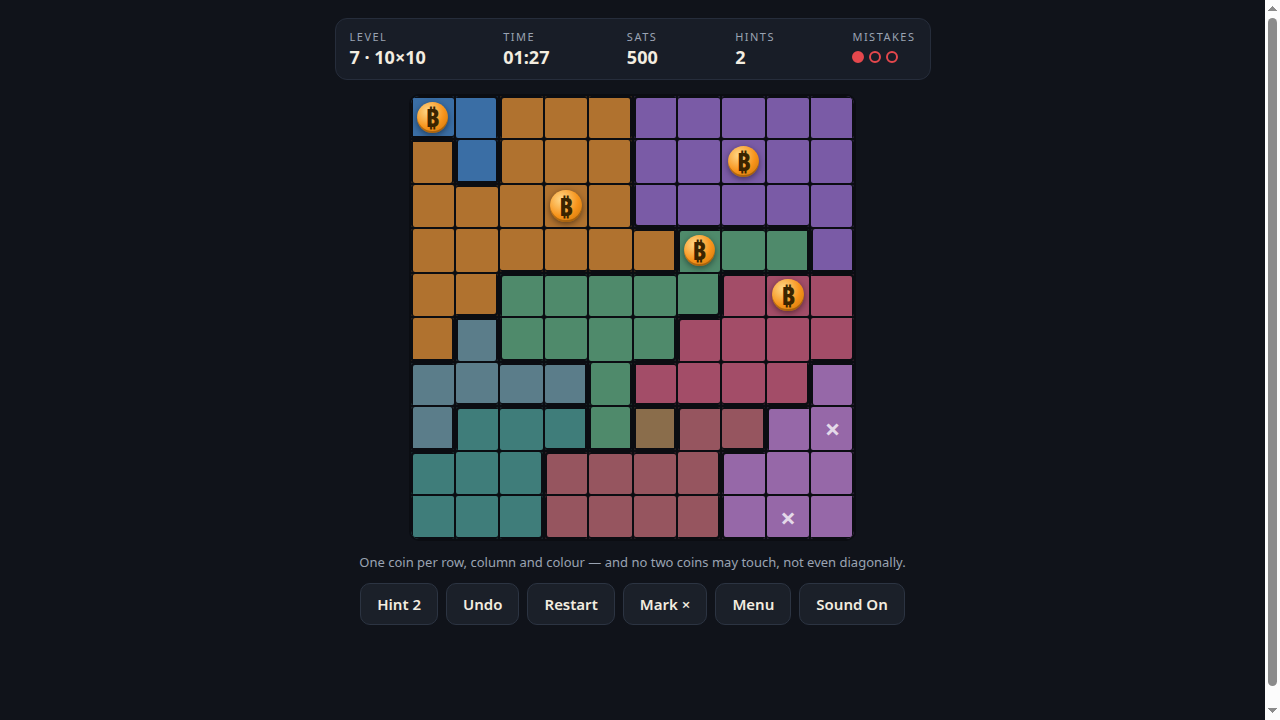 LEVEL TIME SATS HINTS MISTAKES
7 · 10×10 01:27 500 2
One coin per row, column and colour — and no two coins may touch, not even diagonally.
Hint 2 Undo Restart Mark × Menu Sound On